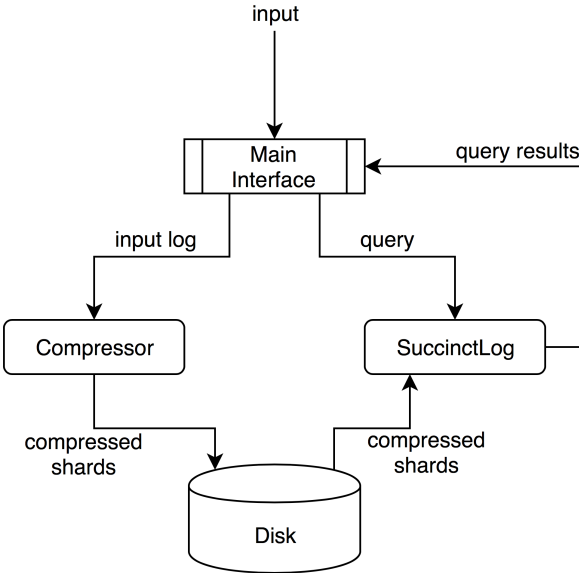 input
Main
Interface
query results
input log
query
Compressor
SuccinctLog
compressed
shards
compressed
shards
Disk